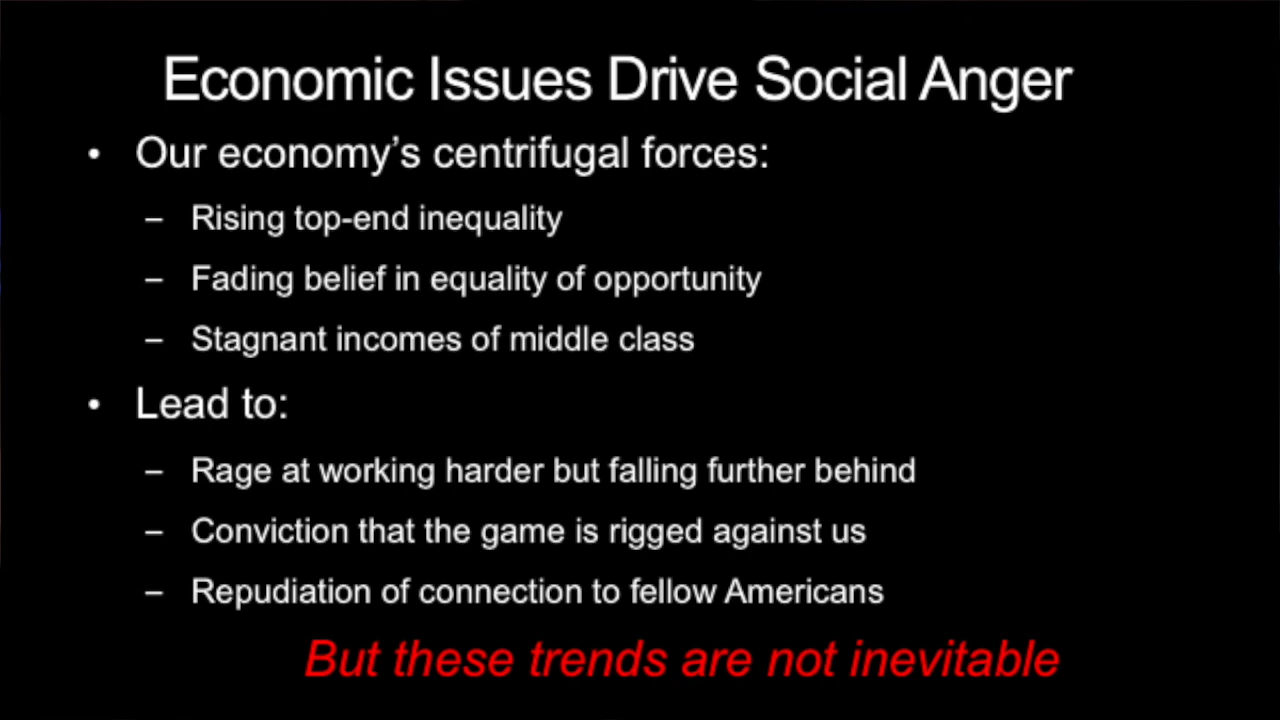 Economic Issues Drive Social Anger
• Our economy’s centrifugal forces:
– Rising top-end inequality
– Fading belief in equality of opportunity
– Stagnant incomes of middle class
• Lead to:
– Rage at working harder but falling further behind
– Conviction that the game is rigged against us
– Repudiation of connection to fellow Americans
But these trends are not inevitable